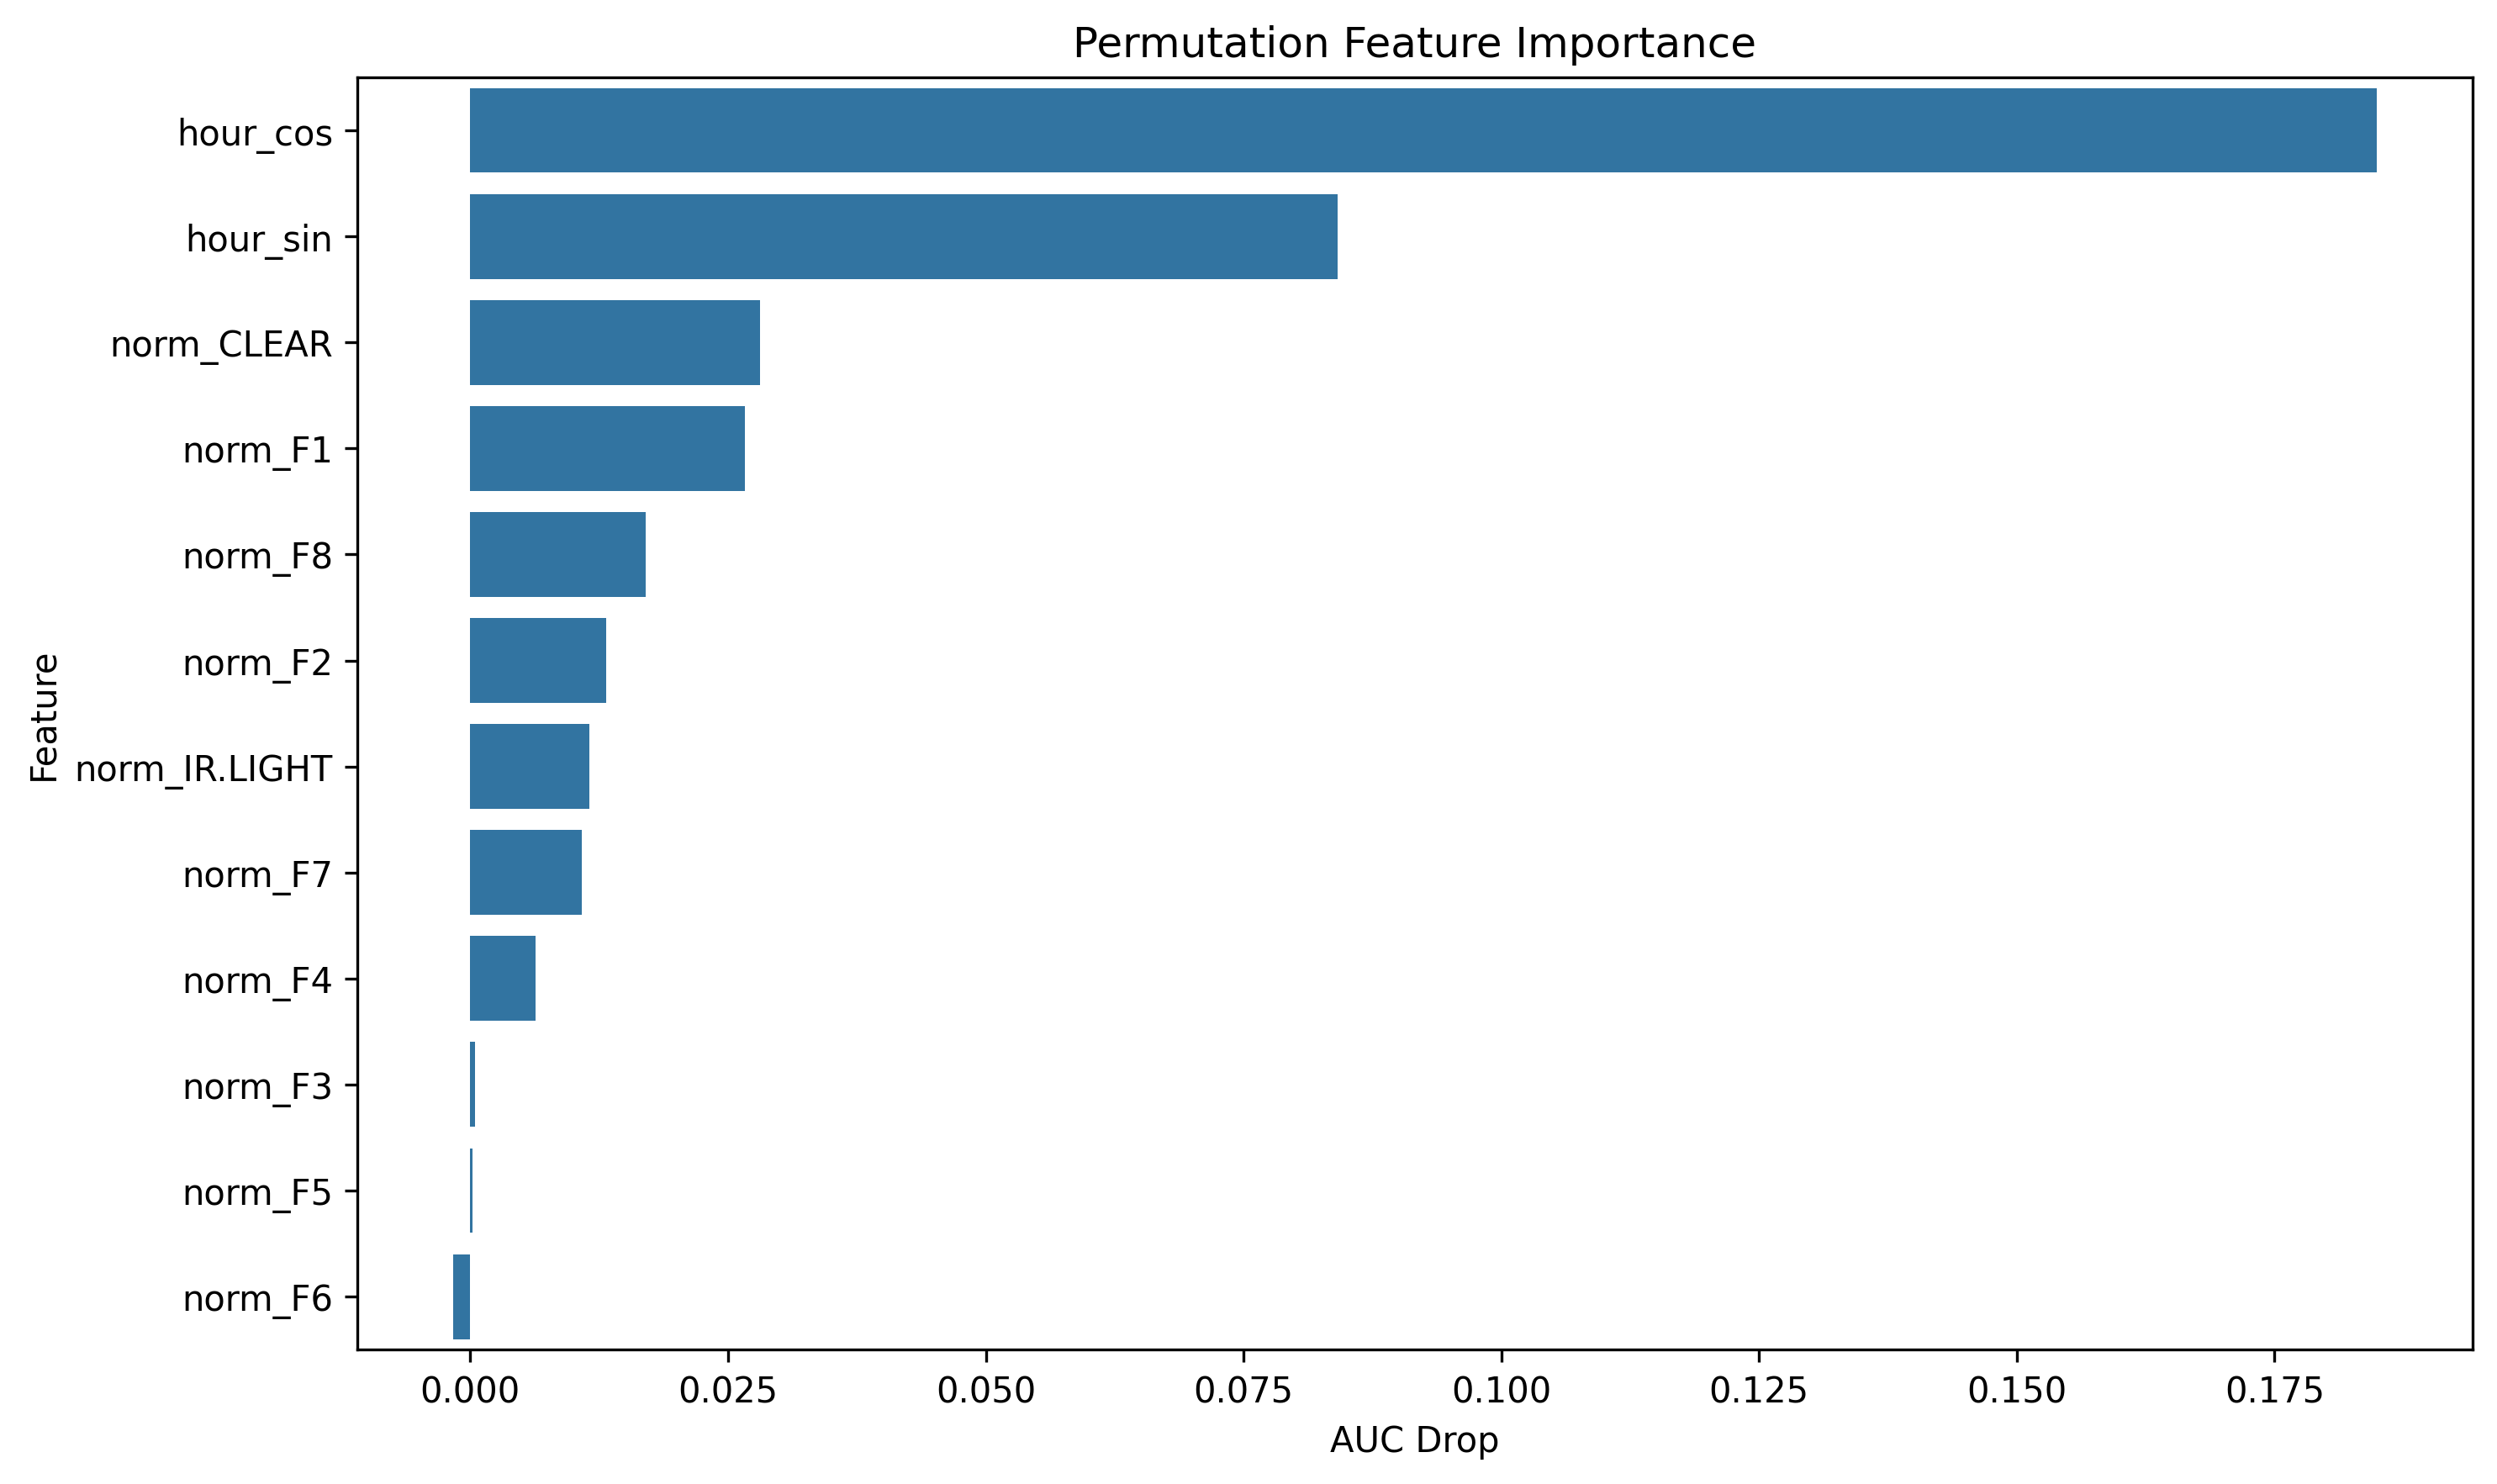 Permutation Feature Importance
Feature
hour_cos
hour_sin
norm_CLEAR
norm_F1
norm_F8
norm_F2
norm_IR.LIGHT
norm_F7
norm_F4
norm_F3
norm_F5
norm_F6
0.000 0.025 0.050 0.075 0.100 0.125 0.150 0.175
AUC Drop